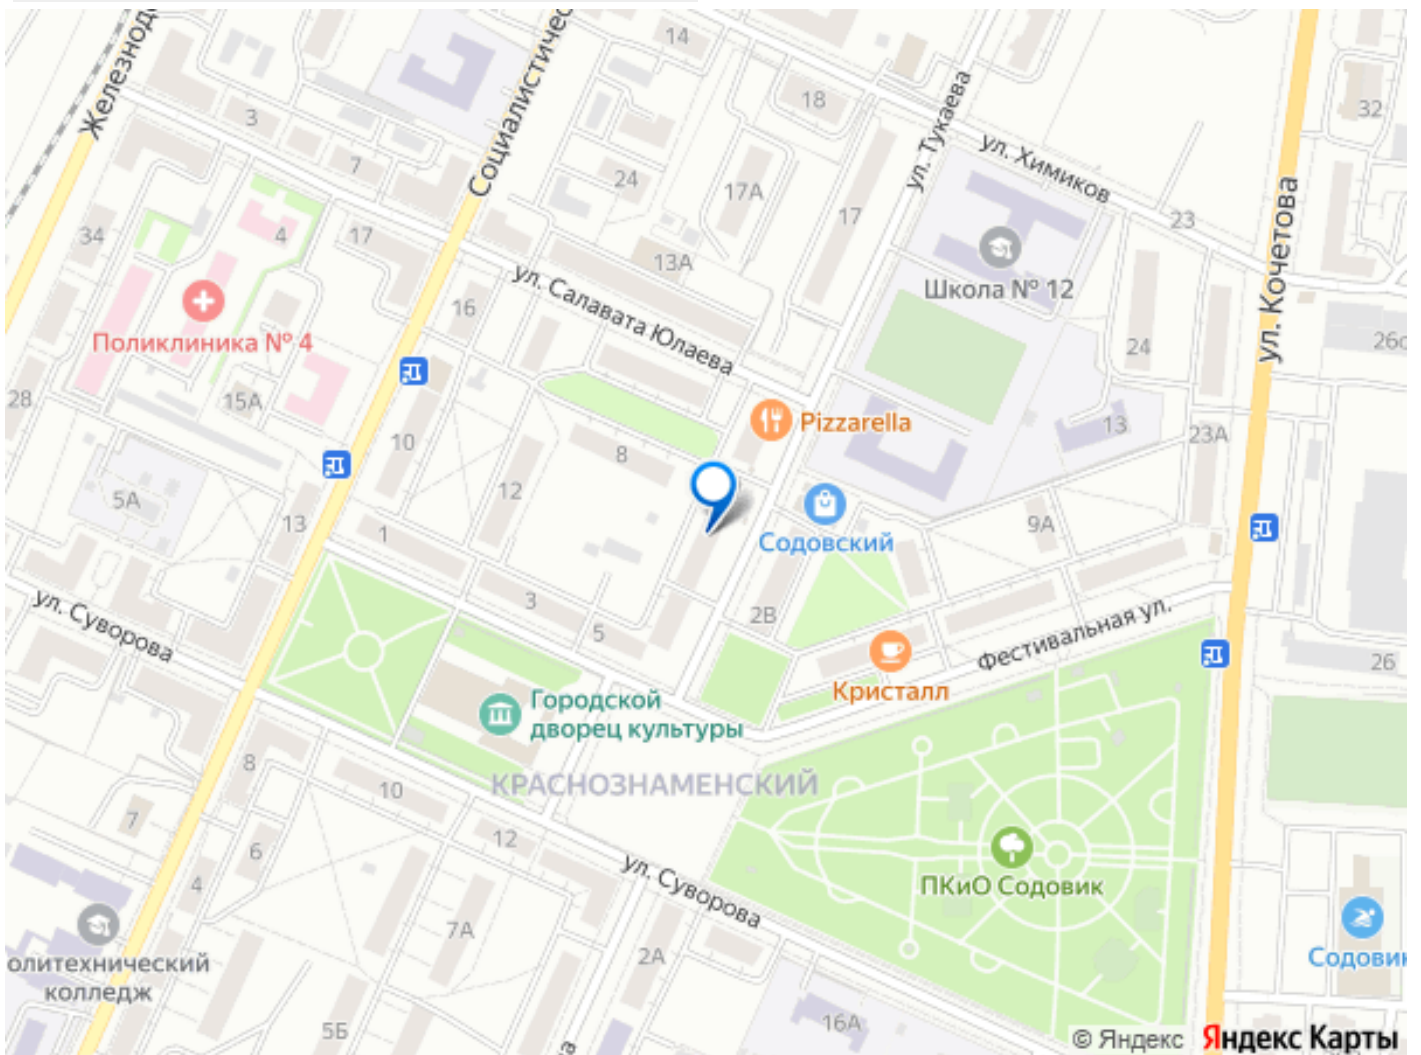 Железнод
Социалистичес
14
18
32
3
7
24
17А
17
ул. Тукаева
ул. Химиков
23
ул. Кочетова
34
4
17
13А
Школа № 12
16
ул. Салавата Юлаева
Поликлиника № 4
24
26с
28
15А
10
8
Pizzarella
13
23А
12
5А
13
1
Содовский
9А
ул. Суворова
3
5
2В
Фестивальная ул.
26
Кристалл
Городской
дворец культуры
КРАСНОЗНАМЕНСКИЙ
8
10
7
6
12
ул. Суворова
ПКиО Содовик
4
7А
2А
олитехнический
колледж
Содовик
5Б
16А
а
© Яндекс Яндекс Карты